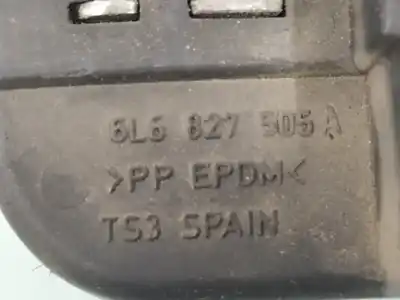 6L6 827 505 A
>PP EPDM<
TS3 SPAIN